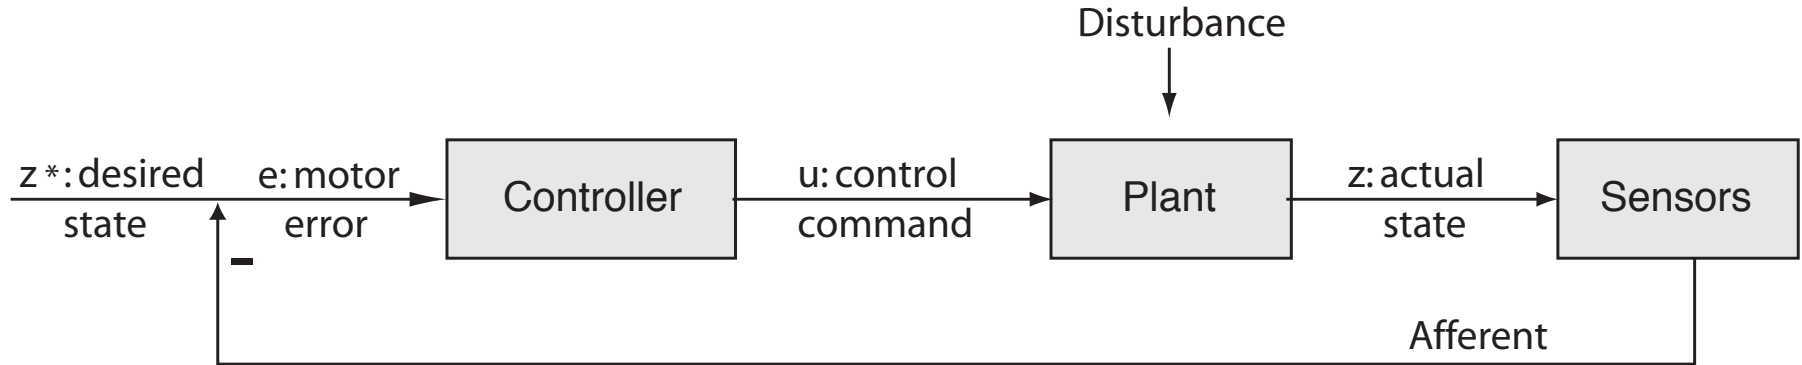 Disturbance
z*: desired
state
e: motor
error
Controller
u: control
command
Plant
z: actual
state
Sensors
-
Afferent